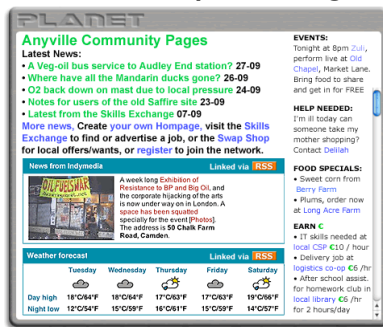 PLANET
Anyville Community Pages
Latest News:
• A Veg-oil bus service to Audley End station? 27-09
• Where have all the Mandarin ducks gone? 26-09
• O2 back down on mast due to local pressure 24-09
• Notes for users of the old Saffire site 23-09
• Latest from the Skills Exchange 07-09
More news, Create your own Hompage, visit the Skills
Exchange to find or advertise a job, or the Swap Shop
for local offers/wants, or register to join the network.
News from Indymedia
Linked via RSS
OILFUELSWAR
A week long Exhibition of
Resistance to BP and Big Oil, and
the corporate hijacking of the arts
is now under way on in London. A
space has been squatted
specially for the event [Photos].
The address is 50 Chalk Farm
Road, Camden.
Weather forecast
Linked via RSS
Tuesday Wednesday Thursday Friday Saturday
Day high 18°C/64°F 18°C/64°F 17°C/63°F 17°C/63°F 19°C/66°F
Night low 12°C/54°F 15°C/59°F 16°C/61°F 15°C/59°F 14°C/57°F
EVENTS:
Tonight at 8pm Zuli,
perform live at Old
Chapel, Market Lane.
Bring food to share
and get in for FREE
HELP NEEDED:
I'm ill today can
someone take my
mother shopping?
Contact Delilah
FOOD SPECIALS:
• Sweet corn from
Berry Farm
• Plums, order now
at Long Acre Farm
EARN €
• IT skills needed at
local CSP €10 / hour
• Delivery job at
logistics co-op €6 /hr
• After school assist.
for homework club in
local library €6 /hr
for 2 hours/day